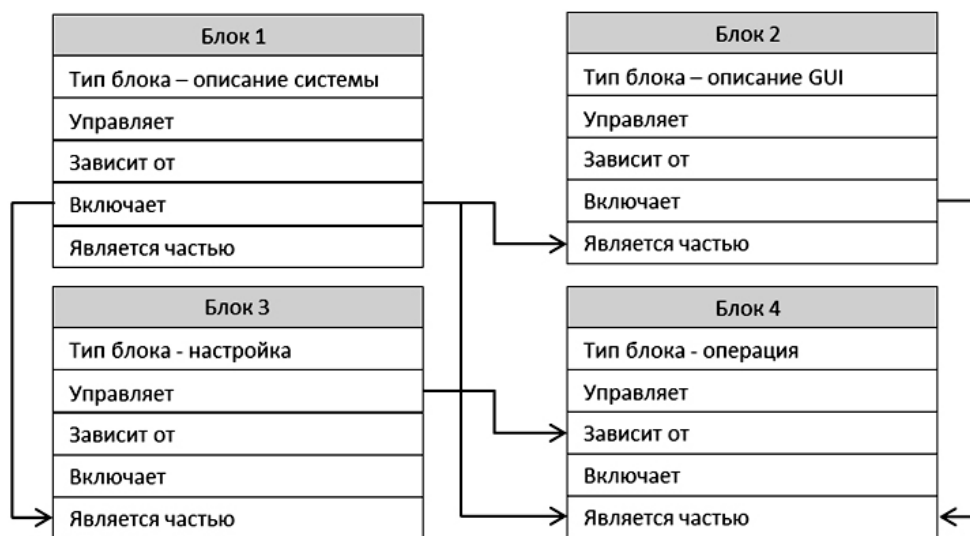 Блок 1
Тип блока – описание системы
Управляет
Зависит от
Включает
Является частью
Блок 2
Тип блока – описание GUI
Управляет
Зависит от
Включает
Является частью
Блок 3
Тип блока - настройка
Управляет
Зависит от
Включает
Является частью
Блок 4
Тип блока - операция
Управляет
Зависит от
Включает
Является частью